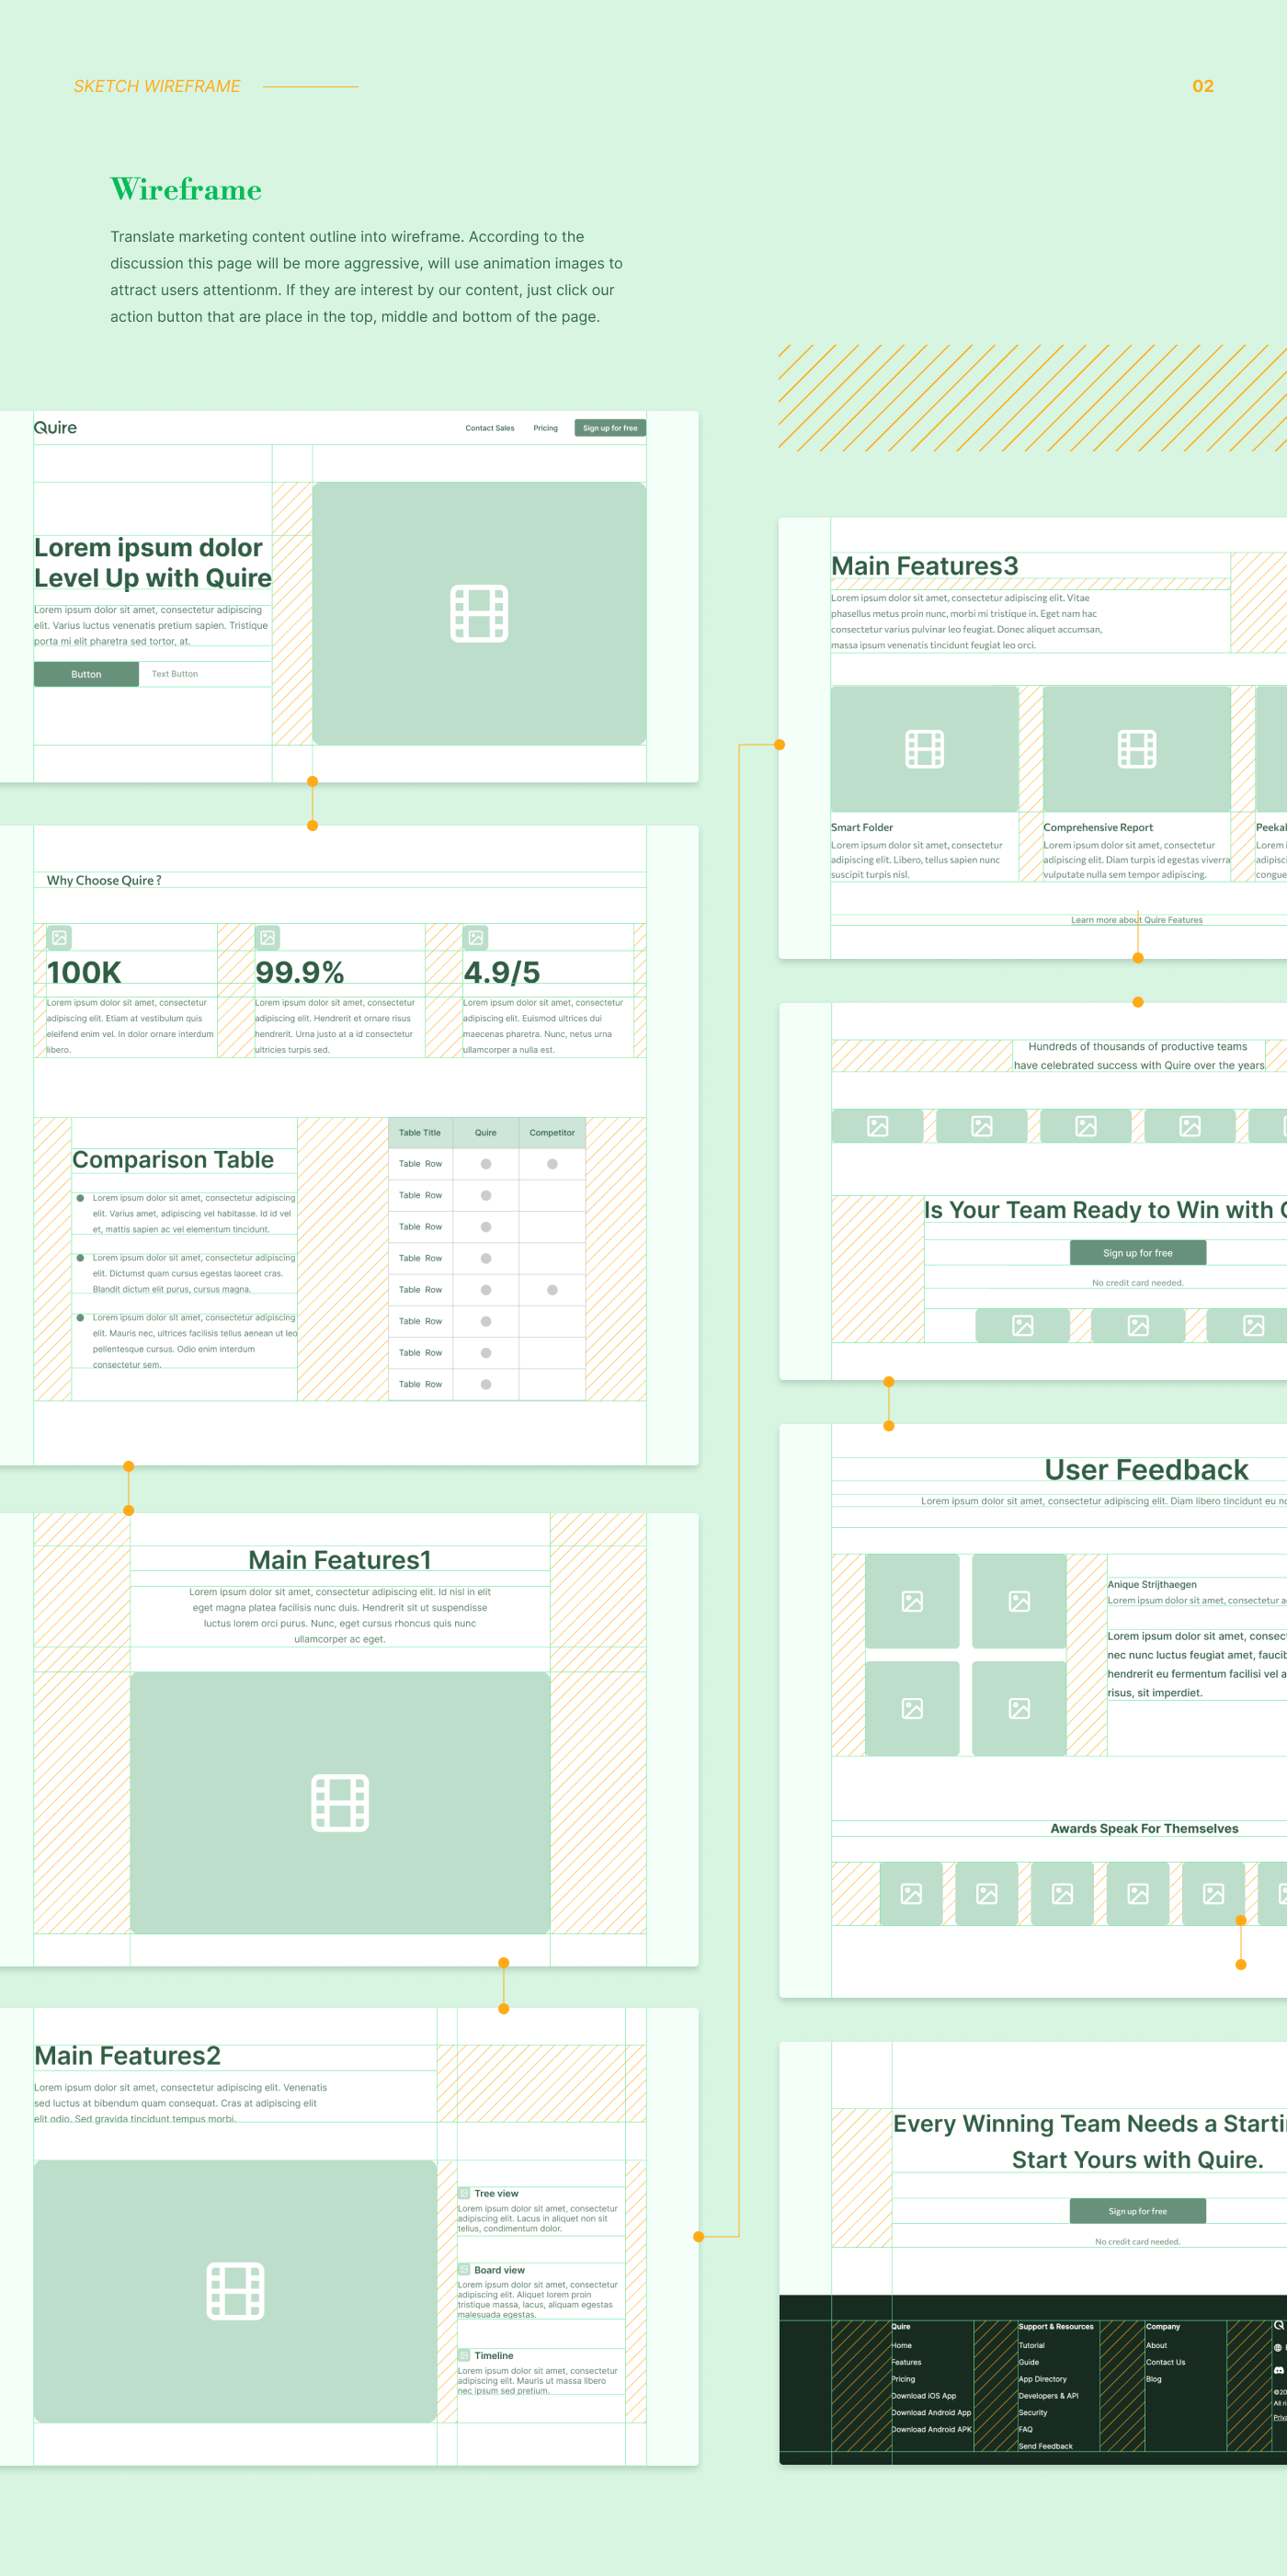 SKETCH WIREFRAME
02
Wireframe
Translate marketing content outline into wireframe. According to the
discussion this page will be more aggressive, will use animation images to
attract users attentionm. If they are interest by our content, just click our
action button that are place in the top, middle and bottom of the page.
Quire
Contact Sales
Pricing
Sign up for free
Lorem ipsum dolor
Level Up with Quire
Lorem ipsum dolor sit amet, consectetur adipiscing
elit. Varius luctus venenatis pretium sapien. Tristique
porta mi elit pharetra sed tortor, at.
Button
Text Button
Why Choose Quire ?
100K
Lorem ipsum dolor sit amet, consectetur
adipiscing elit. Etiam at vestibulum quis
eleifend enim vel. In dolor ornare interdum
libero.
99.9%
Lorem ipsum dolor sit amet, consectetur
adipiscing elit. Hendrerit et ornare risus
hendrerit. Urna justo at a id consectetur
ultricies turpis sed.
4.9/5
Lorem ipsum dolor sit amet, consectetur
adipiscing elit. Euismod ultrices dui
maecenas pharetra. Nunc, netus urna
ullamcorper a nulla est.
Comparison Table
Lorem ipsum dolor sit amet, consectetur adipiscing
elit. Varius amet, adipiscing vel habitasse. Id id vel
et, mattis sapien ac vel elementum tincidunt.
Lorem ipsum dolor sit amet, consectetur adipiscing
elit. Dictumst quam cursus egestas laoreet cras.
Blandit dictum elit purus, cursus magna.
Lorem ipsum dolor sit amet, consectetur adipiscing
elit. Mauris nec, ultrices facilisis tellus aenean ut leo
pellentesque cursus. Odio enim interdum
consectetur sem.
Table Title
Quire
Competitor
Table Row
Table Row
Table Row
Table Row
Table Row
Table Row
Table Row
Table Row
Main Features1
Lorem ipsum dolor sit amet, consectetur adipiscing elit. Id nisl in elit
eget magna platea facilisis nunc duis. Hendrerit sit ut suspendisse
luctus lorem orci purus. Nunc, eget cursus rhoncus quis nunc
ullamcorper ac eget.
Main Features2
Lorem ipsum dolor sit amet, consectetur adipiscing elit. Venenatis
sed luctus at bibendum quam consequat. Cras at adipiscing elit
elit odio. Sed gravida tincidunt tempus morbi.
Tree view
Lorem ipsum dolor sit amet, consectetur
adipiscing elit. Lacus in aliquet non sit
tellus, condimentum dolor.
Board view
Lorem ipsum dolor sit amet, consectetur
adipiscing elit. Aliquet lorem proin
tristique massa, lacus, aliquam egestas
malesuada egestas.
Timeline
Lorem ipsum dolor sit amet, consectetur
adipiscing elit. Mauris ut massa libero
nec ipsum sed pretium.
Main Features3
Lorem ipsum dolor sit amet, consectetur adipiscing elit. Vitae
phasellus metus proin nunc, morbi mi tristique in. Eget nam hac
consectetur varius pulvinar leo feugiat. Donec aliquet accumsan,
massa ipsum venenatis tincidunt feugiat leo orci.
Smart Folder
Lorem ipsum dolor sit amet, consectetur
adipiscing elit. Libero, tellus sapien nunc
suscipit turpis nisl.
Comprehensive Report
Lorem ipsum dolor sit amet, consectetur
adipiscing elit. Diam turpis id egestas viverra
vulputate nulla sem tempor adipiscing.
Peekal
Lorem i
adipisci
congue
Learn more about Quire Features
Hundreds of thousands of productive teams
have celebrated success with Quire over the years
Is Your Team Ready to Win with
Sign up for free
No credit card needed.
User Feedback
Lorem ipsum dolor sit amet, consectetur adipiscing elit. Diam libero tincidunt eu
Anique Strijthaegen
Lorem ipsum dolor sit amet, consectetur
Lorem ipsum dolor sit amet, consect
nec nunc luctus feugiat amet, faucib
hendrerit eu fermentum facilisi vel a
risus, sit imperdiet.
Awards Speak For Themselves
Every Winning Team Needs a Starti
Start Yours with Quire.
Sign up for free
No credit card needed.
Quire
Home
Features
Pricing
Download iOS App
Download Android App
Download Android APK
Support & Resources
Tutorial
Guide
App Directory
Developers & API
Security
FAQ
Send Feedback
Company
About
Contact Us
Blog
©20
All ri
Priva